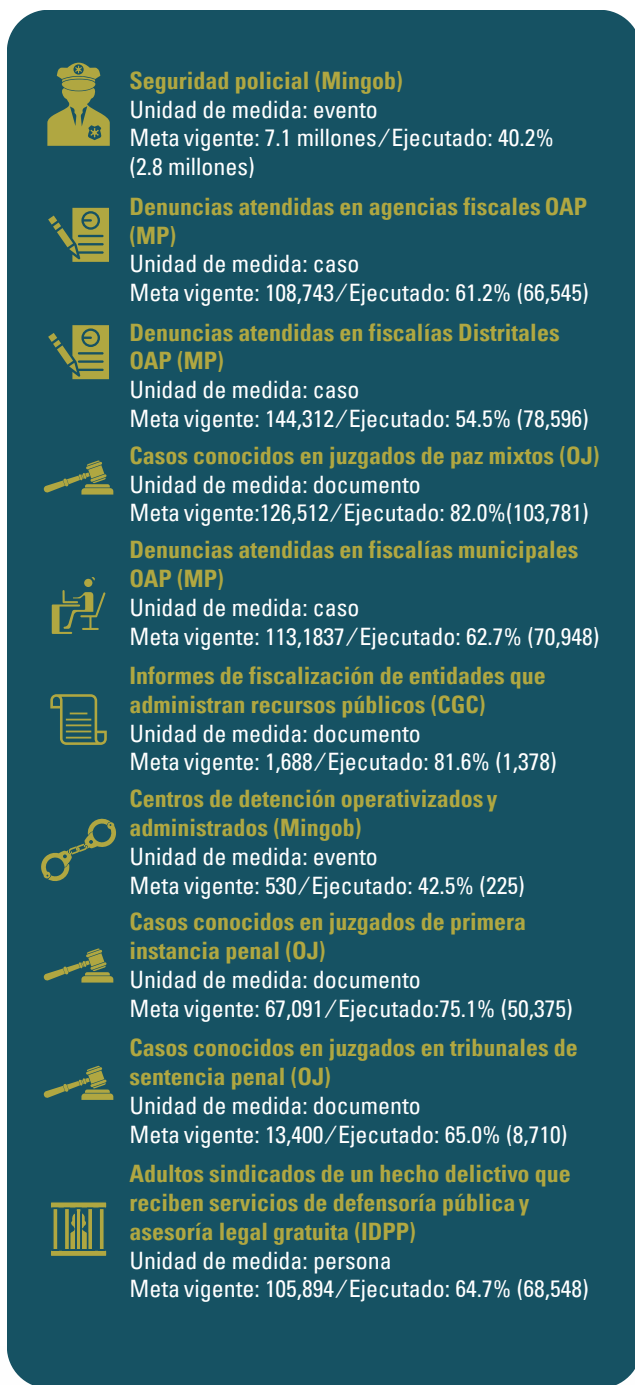 Seguridad policial (Mingob)
Unidad de medida: evento
Meta vigente: 7.1 millones/Ejecutado: 40.2%
(2.8 millones)
Denuncias atendidas en agencias fiscales OAP
(MP)
Unidad de medida: caso
Meta vigente: 108,743/Ejecutado: 61.2% (66,545)
Denuncias atendidas en fiscalías Distritales
OAP (MP)
Unidad de medida: caso
Meta vigente: 144,312/Ejecutado: 54.5% (78,596)
Casos conocidos en juzgados de paz mixtos (OJ)
Unidad de medida: documento
Meta vigente:126,512/Ejecutado: 82.0%(103,781)
Denuncias atendidas en fiscalías municipales
OAP (MP)
Unidad de medida: caso
Meta vigente: 113,1837/Ejecutado: 62.7% (70,948)
Informes de fiscalización de entidades que
administran recursos públicos (CGC)
Unidad de medida: documento
Meta vigente: 1,688/Ejecutado: 81.6% (1,378)
Centros de detención operativizados y
administrados (Mingob)
Unidad de medida: evento
Meta vigente: 530/Ejecutado: 42.5% (225)
Casos conocidos en juzgados de primera
instancia penal (OJ)
Unidad de medida: documento
Meta vigente: 67,091/Ejecutado:75.1% (50,375)
Casos conocidos en juzgados en tribunales de
sentencia penal (OJ)
Unidad de medida: documento
Meta vigente: 13,400/Ejecutado: 65.0% (8,710)
Adultos sindicados de un hecho delictivo que
reciben servicios de defensoría pública y
asesoría legal gratuita (IDPP)
Unidad de medida: persona
Meta vigente: 105,894/Ejecutado: 64.7% (68,548)